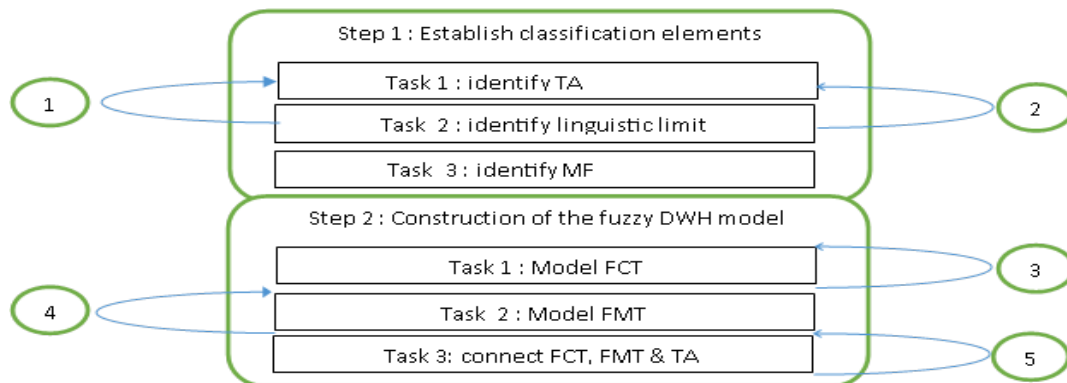 Step 1 : Establish classification elements
Task 1 : identify TA
1
Task 2 : identify linguistic limit
2
Task 3 : identify MF
Step 2 : Construction of the fuzzy DWH model
Task 1 : Model FCT
3
Task 2 : Model FMT
4
Task 3: connect FCT, FMT & TA
5